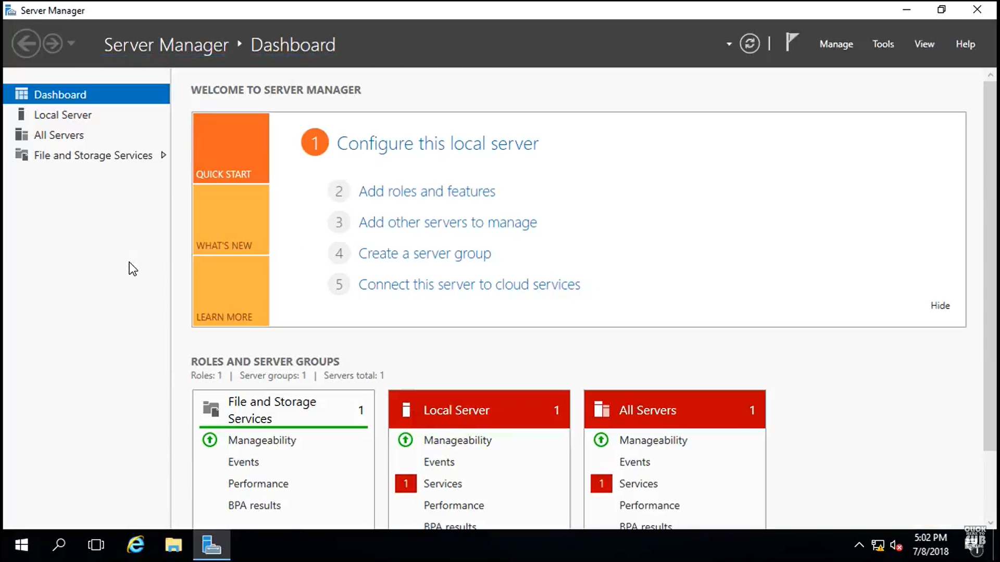 Server Manager
Server Manager Dashboard
Manage Tools View Help
Dashboard
Local Server
All Servers
File and Storage Services
WELCOME TO SERVER MANAGER
QUICK START
WHAT'S NEW
LEARN MORE
1 Configure this local server
2 Add roles and features
3 Add other servers to manage
4 Create a server group
5 Connect this server to cloud services
Hide
ROLES AND SERVER GROUPS
Roles: 1 | Server groups: 1 | Servers total: 1
File and Storage
Services
1
Manageability
Events
Performance
BPA results
Local Server 1
Manageability
Events
1 Services
Performance
BPA results
All Servers 1
Manageability
Events
1 Services
Performance
BPA results
5:02 PM
7/8/2018
CLICK
HERE TO
SUB
1